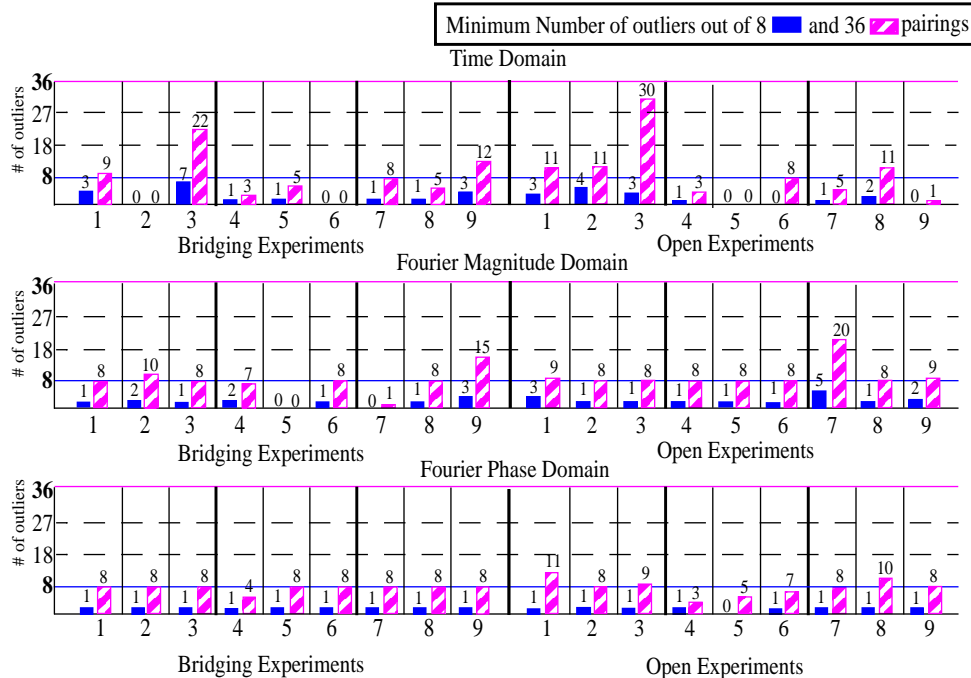 Minimum Number of outliers out of 8 and 36 pairings
Time Domain
# of outliers
36
27
18
8
3 9 0 0 7 22 1 3 1 5 0 0 1 8 1 5 3 12 3 11 4 11 3 30 1 3 0 0 0 8 1 5 2 11 0 1
1 2 3 4 5 6 7 8 9 1 2 3 4 5 6 7 8 9
Bridging Experiments Open Experiments
Fourier Magnitude Domain
# of outliers
36
27
18
8
1 8 2 10 1 8 2 7 0 0 1 8 0 1 1 8 3 15 3 9 1 8 1 8 1 8 1 8 1 8 5 20 1 8 2 9
1 2 3 4 5 6 7 8 9 1 2 3 4 5 6 7 8 9
Bridging Experiments Open Experiments
Fourier Phase Domain
# of outliers
36
27
18
8
1 8 1 8 1 8 1 4 1 8 1 8 1 8 1 8 1 8 1 11 1 8 1 9 1 3 0 5 1 7 1 8 1 10 1 8
1 2 3 4 5 6 7 8 9 1 2 3 4 5 6 7 8 9
Bridging Experiments Open Experiments